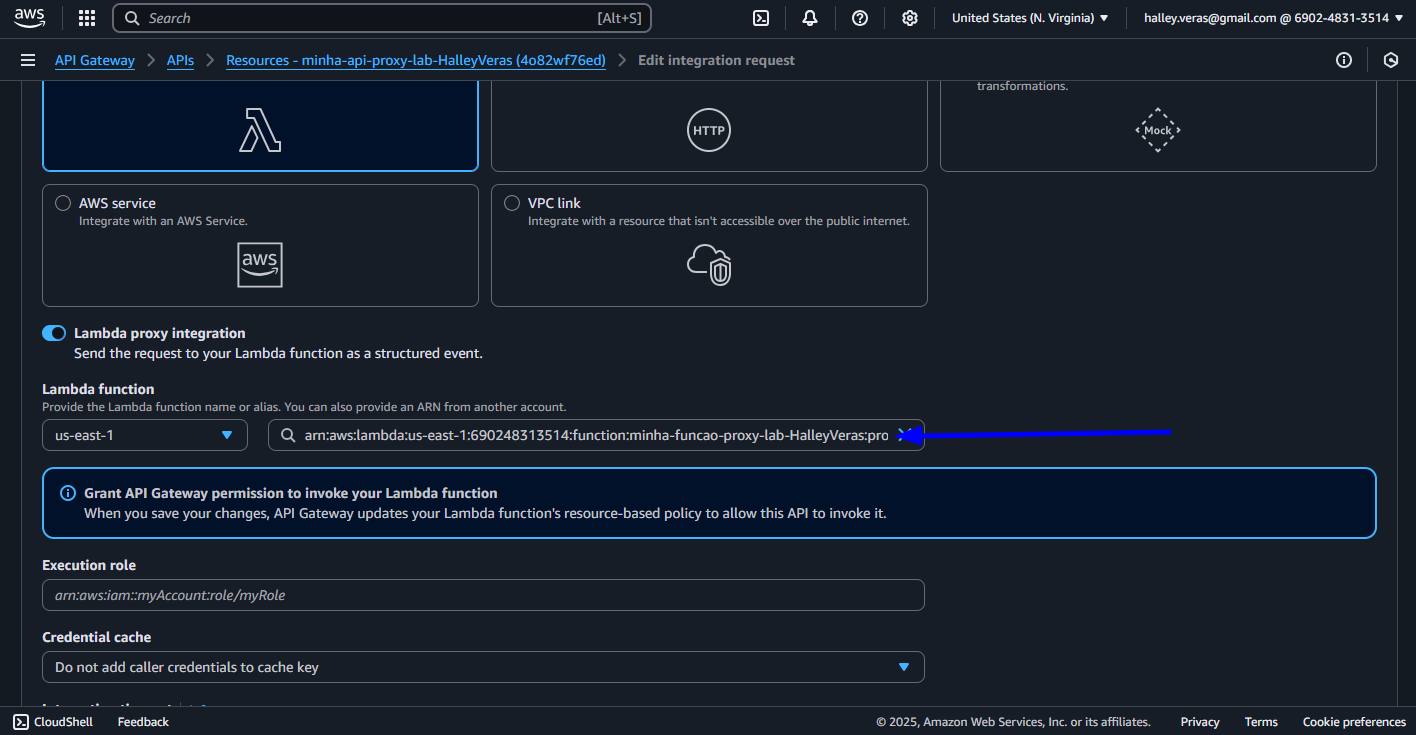 aws
Search [Alt+S]
United States (N. Virginia)
halley.veras@gmail.com @ 6902-4831-3514
API Gateway
APIs
Resources - minha-api-proxy-lab-HalleyVeras (4o82wf76ed)
Edit integration request
transformations.
HTTP
Mock
AWS service
Integrate with an AWS Service.
aws
VPC link
Integrate with a resource that isn't accessible over the public internet.
Lambda proxy integration
Send the request to your Lambda function as a structured event.
Lambda function
Provide the Lambda function name or alias. You can also provide an ARN from another account.
us-east-1
arn:aws:lambda:us-east-1:690248313514:function:minha-funcao-proxy-lab-HalleyVeras:pro
Grant API Gateway permission to invoke your Lambda function
When you save your changes, API Gateway updates your Lambda function's resource-based policy to allow this API to invoke it.
Execution role
arn:aws:iam::myAccount:role/myRole
Credential cache
Do not add caller credentials to cache key
CloudShell
Feedback
© 2025, Amazon Web Services, Inc. or its affiliates.
Privacy
Terms
Cookie preferences